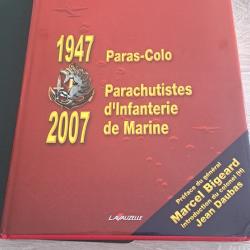 1947 Paras-Colo
Parachutistes
d'Infanterie
2007 de Marine
Préface du général
Marcel Bigeard
Introduction du colonel (h)
Jean Daubas
LAVAUZELLE